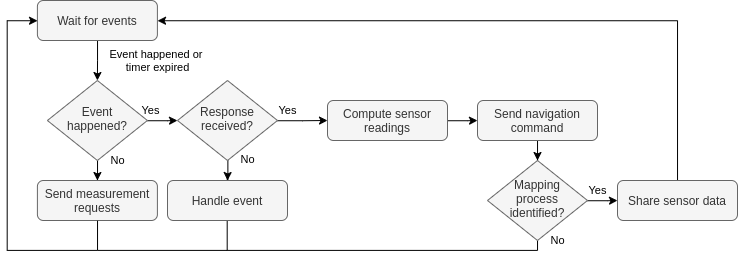 Wait for events
Event happened or
timer expired
Event
happened?
Yes
Response
received?
Yes
Compute sensor
readings
Send navigation
command
No
No
Send measurement
requests
Handle event
Mapping
process
identified?
Yes
Share sensor data
No